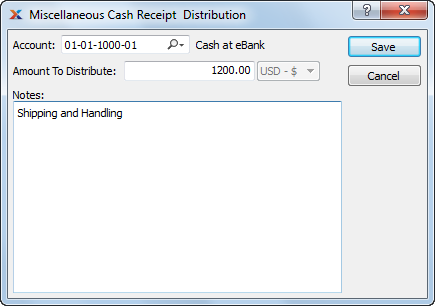 Miscellaneous Cash Receipt Distribution
Account: 01-01-1000-01 Cash at eBank Save
Amount To Distribute: 1200.00 USD - $ Cancel
Notes:
Shipping and Handling